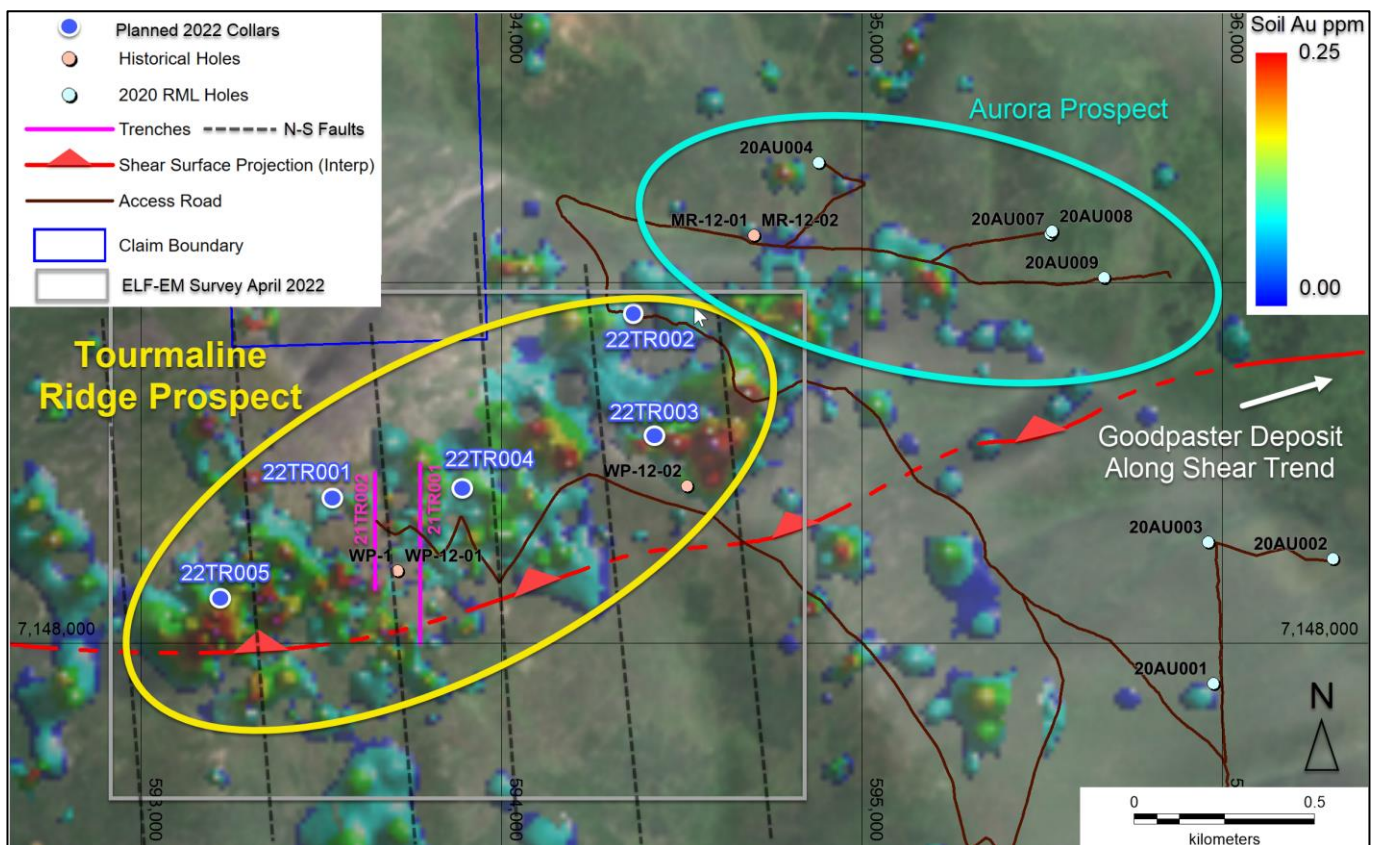 Planned 2022 Collars
Historical Holes
2020 RML Holes
Trenches
N-S Faults
Shear Surface Projection (Interp)
Access Road
Claim Boundary
ELF-EM Survey April 2022
594,000
595,000
596,000
Soil Au ppm
0.25
0.00
Aurora Prospect
20AU004
MR-12-01
MR-12-02
20AU007
20AU008
20AU009
Tourmaline
Ridge Prospect
22TR002
22TR003
22TR001
22TR004
WP-12-02
21TR002
21TR001
WP-1
WP-12-01
22TR005
Goodpaster Deposit
Along Shear Trend
20AU003
20AU002
20AU001
7,148,000
7,148,000
593,000
594,000
595,000
N
0
0.5
kilometers